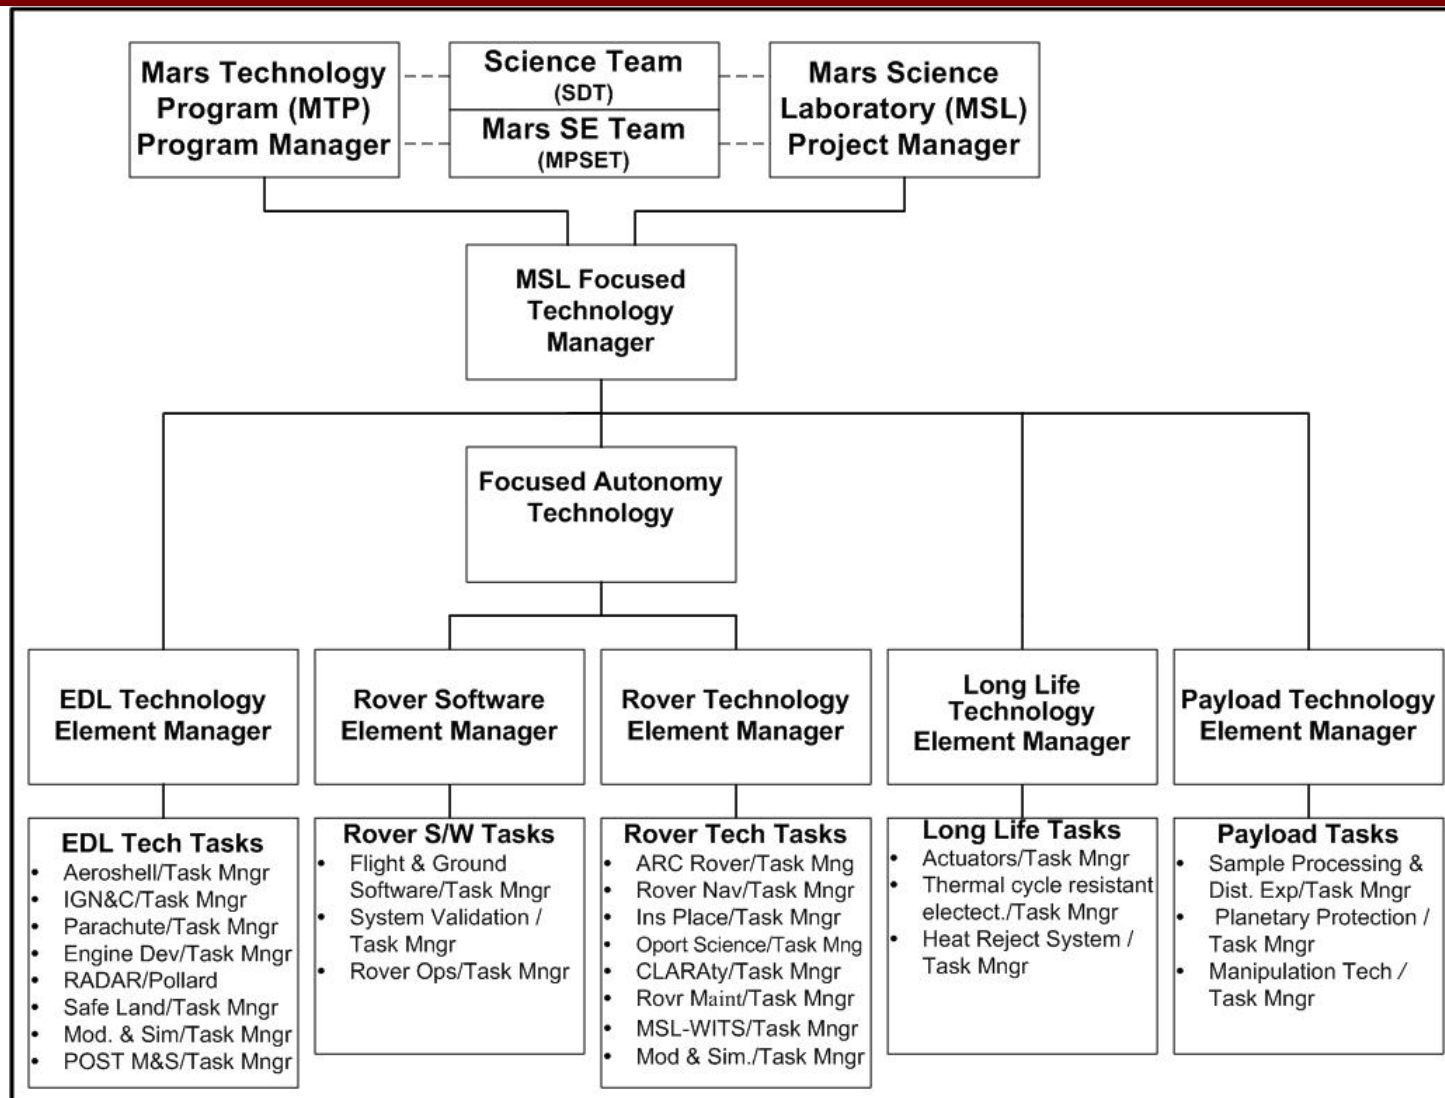 Mars Technology
Program (MTP)
Program Manager
Science Team
(SDT)
Mars SE Team
(MPSET)
Mars Science
Laboratory (MSL)
Project Manager
MSL Focused
Technology
Manager
Focused Autonomy
Technology
EDL Technology
Element Manager
Rover Software
Element Manager
Rover Technology
Element Manager
Long Life
Technology
Element Manager
Payload Technology
Element Manager
EDL Tech Tasks
• Aeroshell/Task Mngr
• IGN&C/Task Mngr
• Parachute/Task Mngr
• Engine Dev/Task Mngr
• RADAR/Pollard
• Safe Land/Task Mngr
• Mod. & Sim/Task Mngr
• POST M&S/Task Mngr
Rover S/W Tasks
• Flight & Ground
Software/Task Mngr
• System Validation /
Task Mngr
• Rover Ops/Task Mngr
Rover Tech Tasks
• ARC Rover/Task Mng
• Rover Nav/Task Mngr
• Ins Place/Task Mngr
• Oport Science/Task Mng
• CLARAty/Task Mngr
• Rovr Maint/Task Mngr
• MSL-WITS/Task Mngr
• Mod & Sim./Task Mngr
Long Life Tasks
• Actuators/Task Mngr
• Thermal cycle resistant
electect./Task Mngr
• Heat Reject System /
Task Mngr
Payload Tasks
• Sample Processing &
Dist. Exp/Task Mngr
• Planetary Protection /
Task Mngr
• Manipulation Tech /
Task Mngr